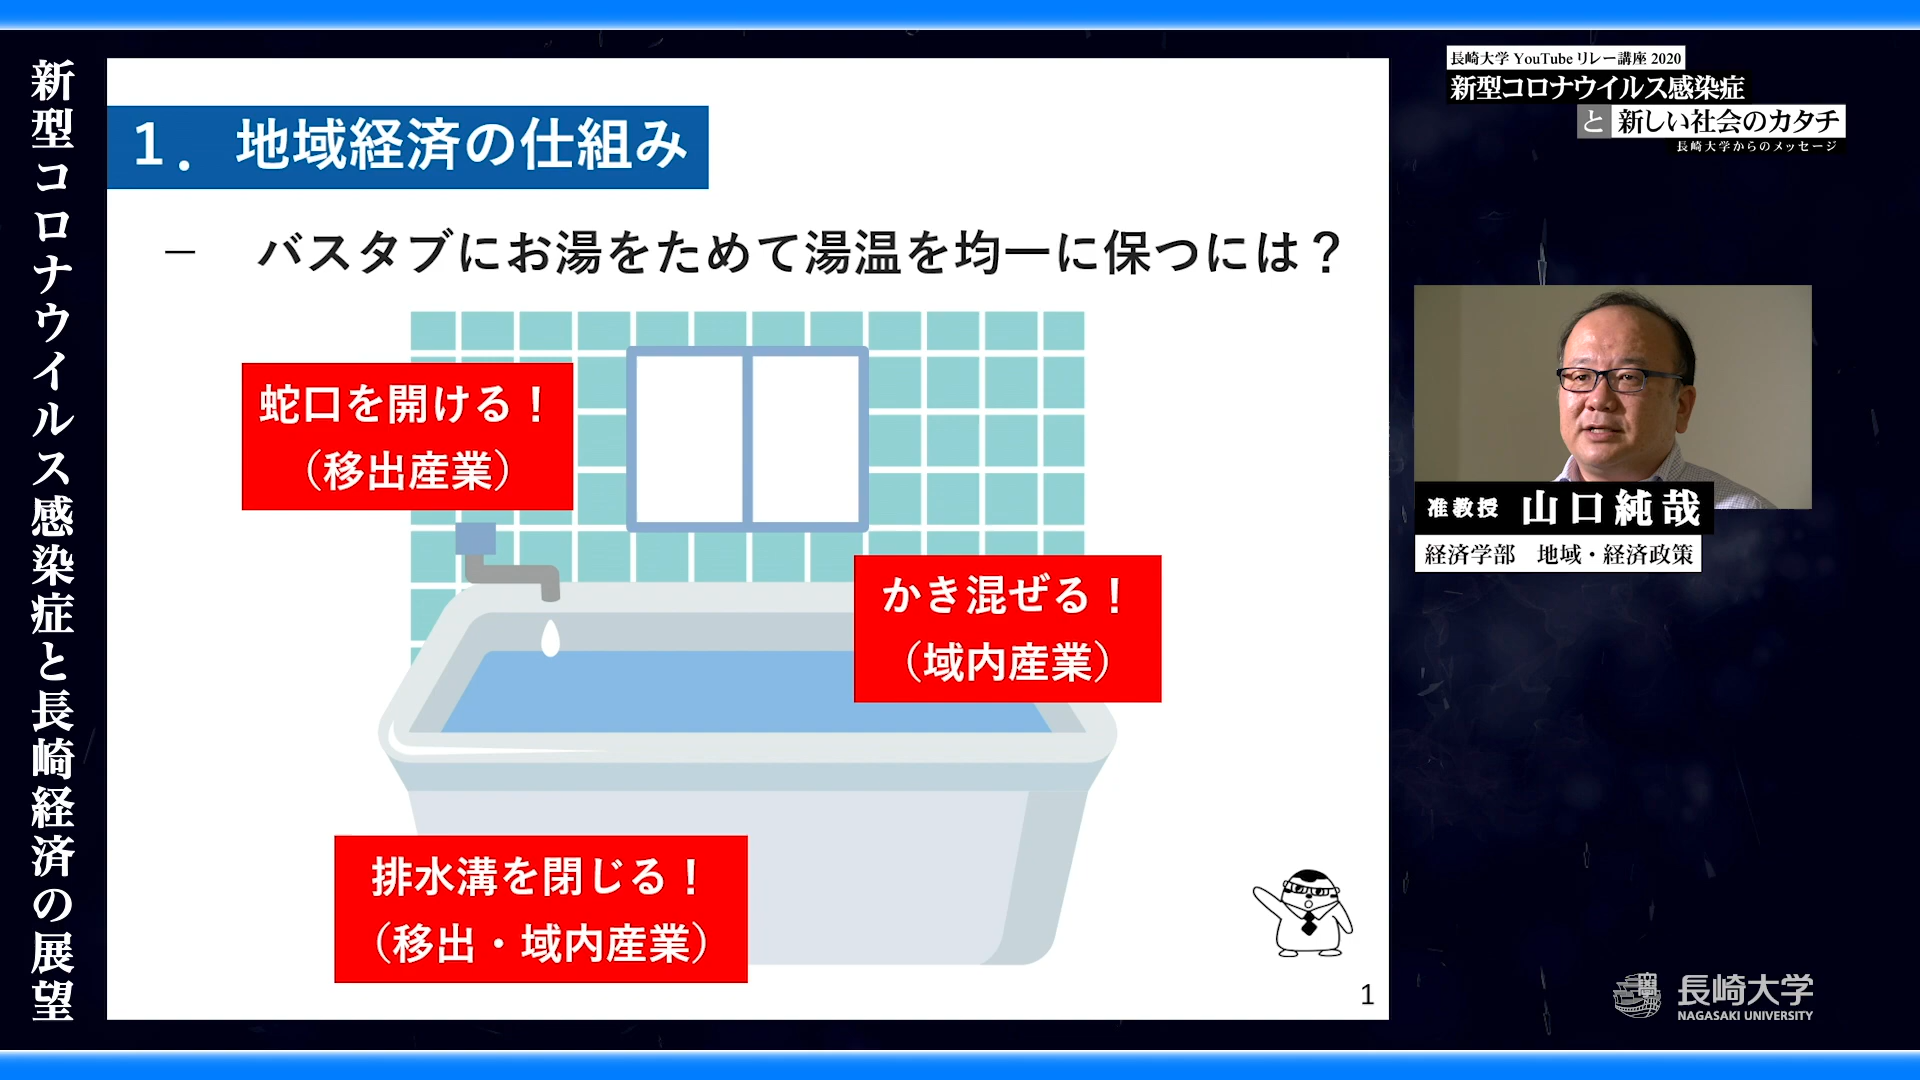 新型コロナウイルス感染症と長崎経済の展望
1. 地域経済の仕組み
– バスタブにお湯をためて湯温を均一に保つには？
蛇口を開ける！
（移出産業）
かき混ぜる！
（域内産業）
排水溝を閉じる！
（移出・域内産業）
1
長崎大学 YouTube リレー講座 2020
新型コロナウイルス感染症
と 新しい社会のカタチ
長崎大学からのメッセージ
准教授 山口純哉
経済学部 地域・経済政策
長崎大学
NAGASAKI UNIVERSITY